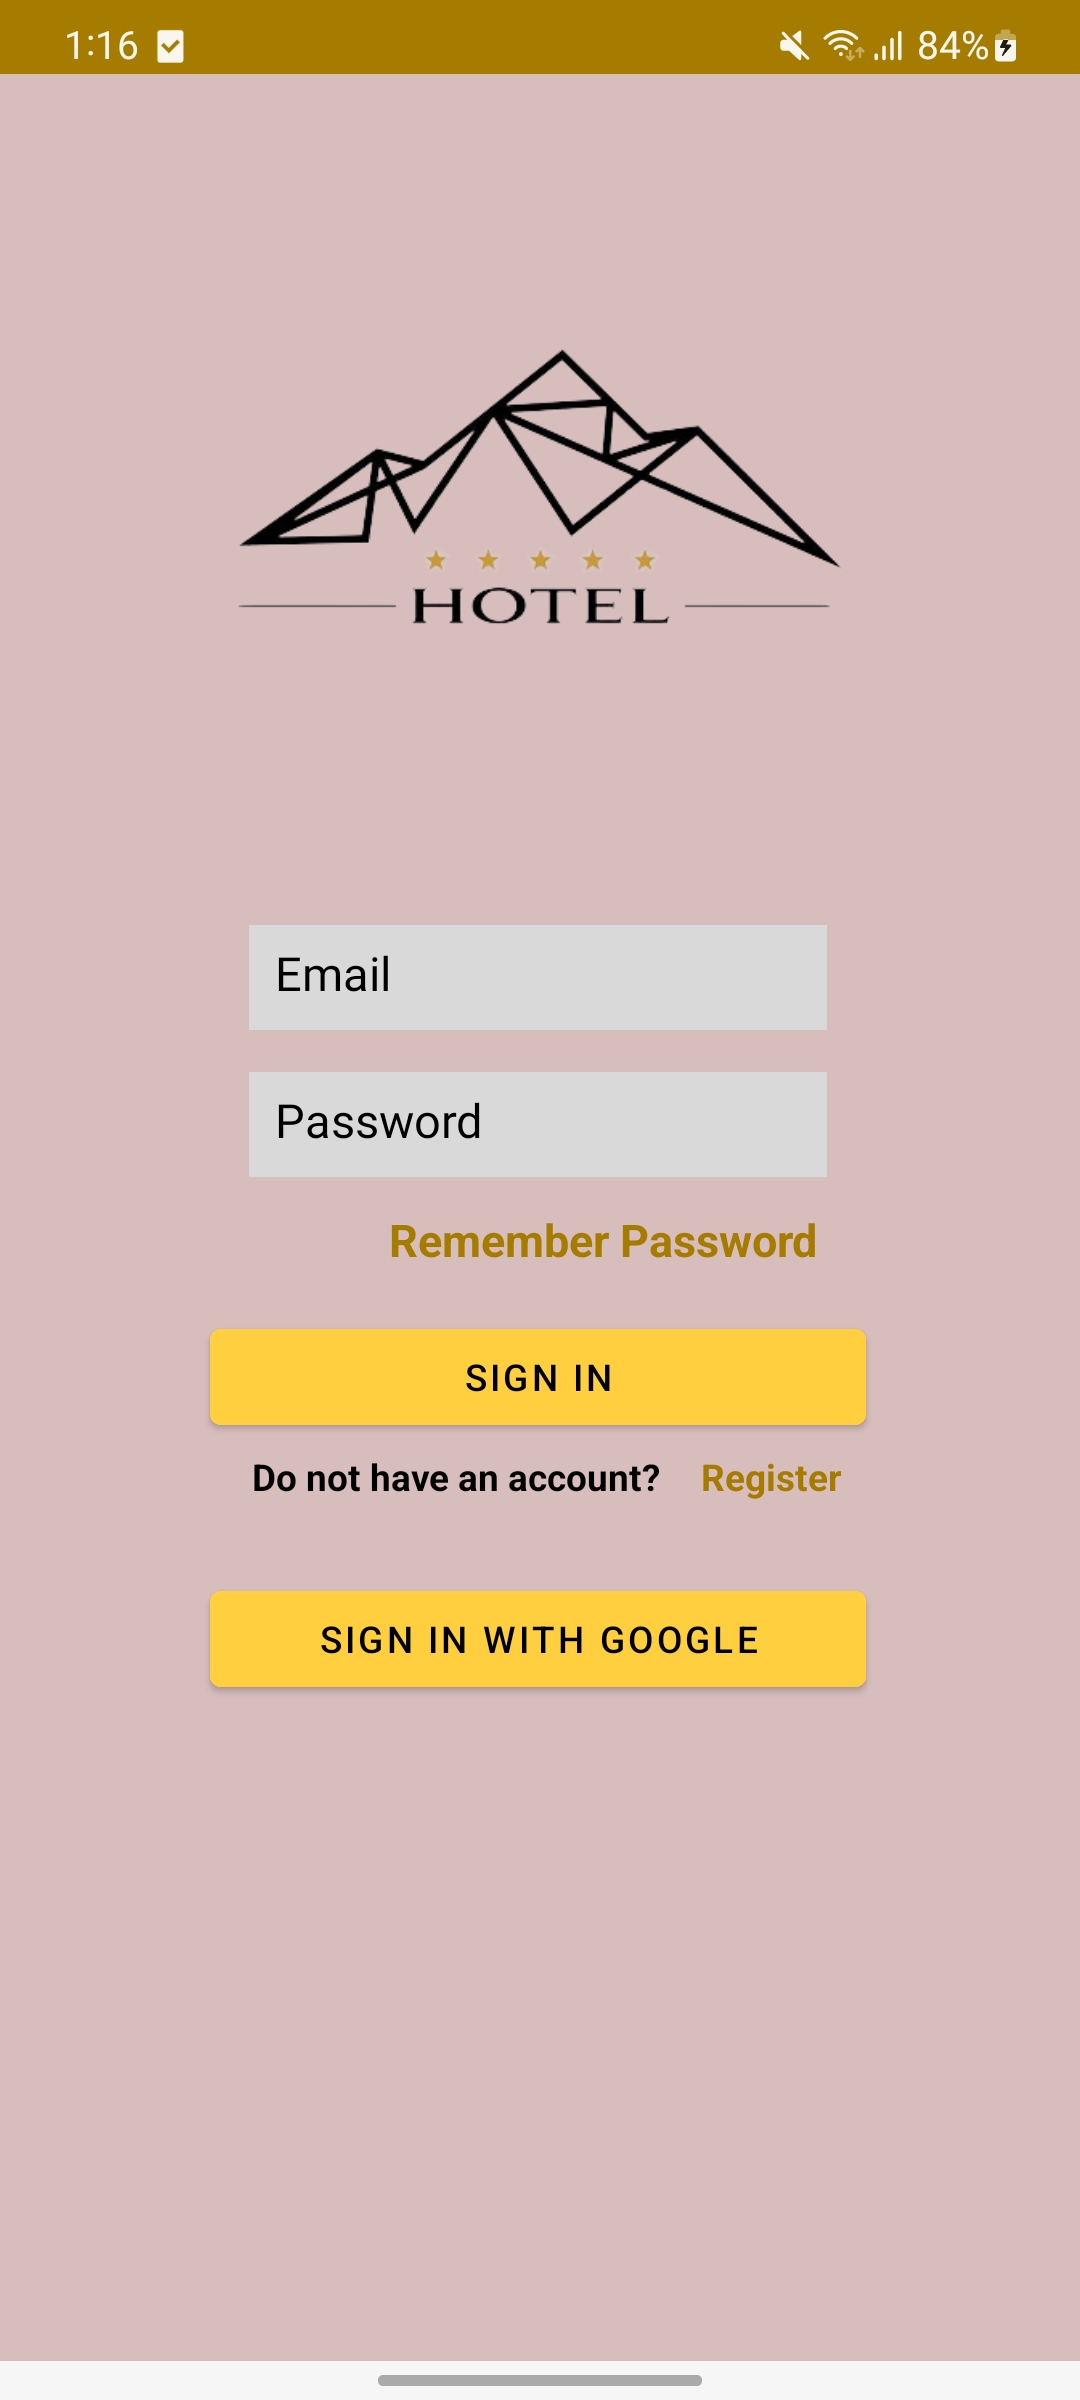 1:16 84%
HOTEL
Email
Password
Remember Password
SIGN IN
Do not have an account? Register
SIGN IN WITH GOOGLE